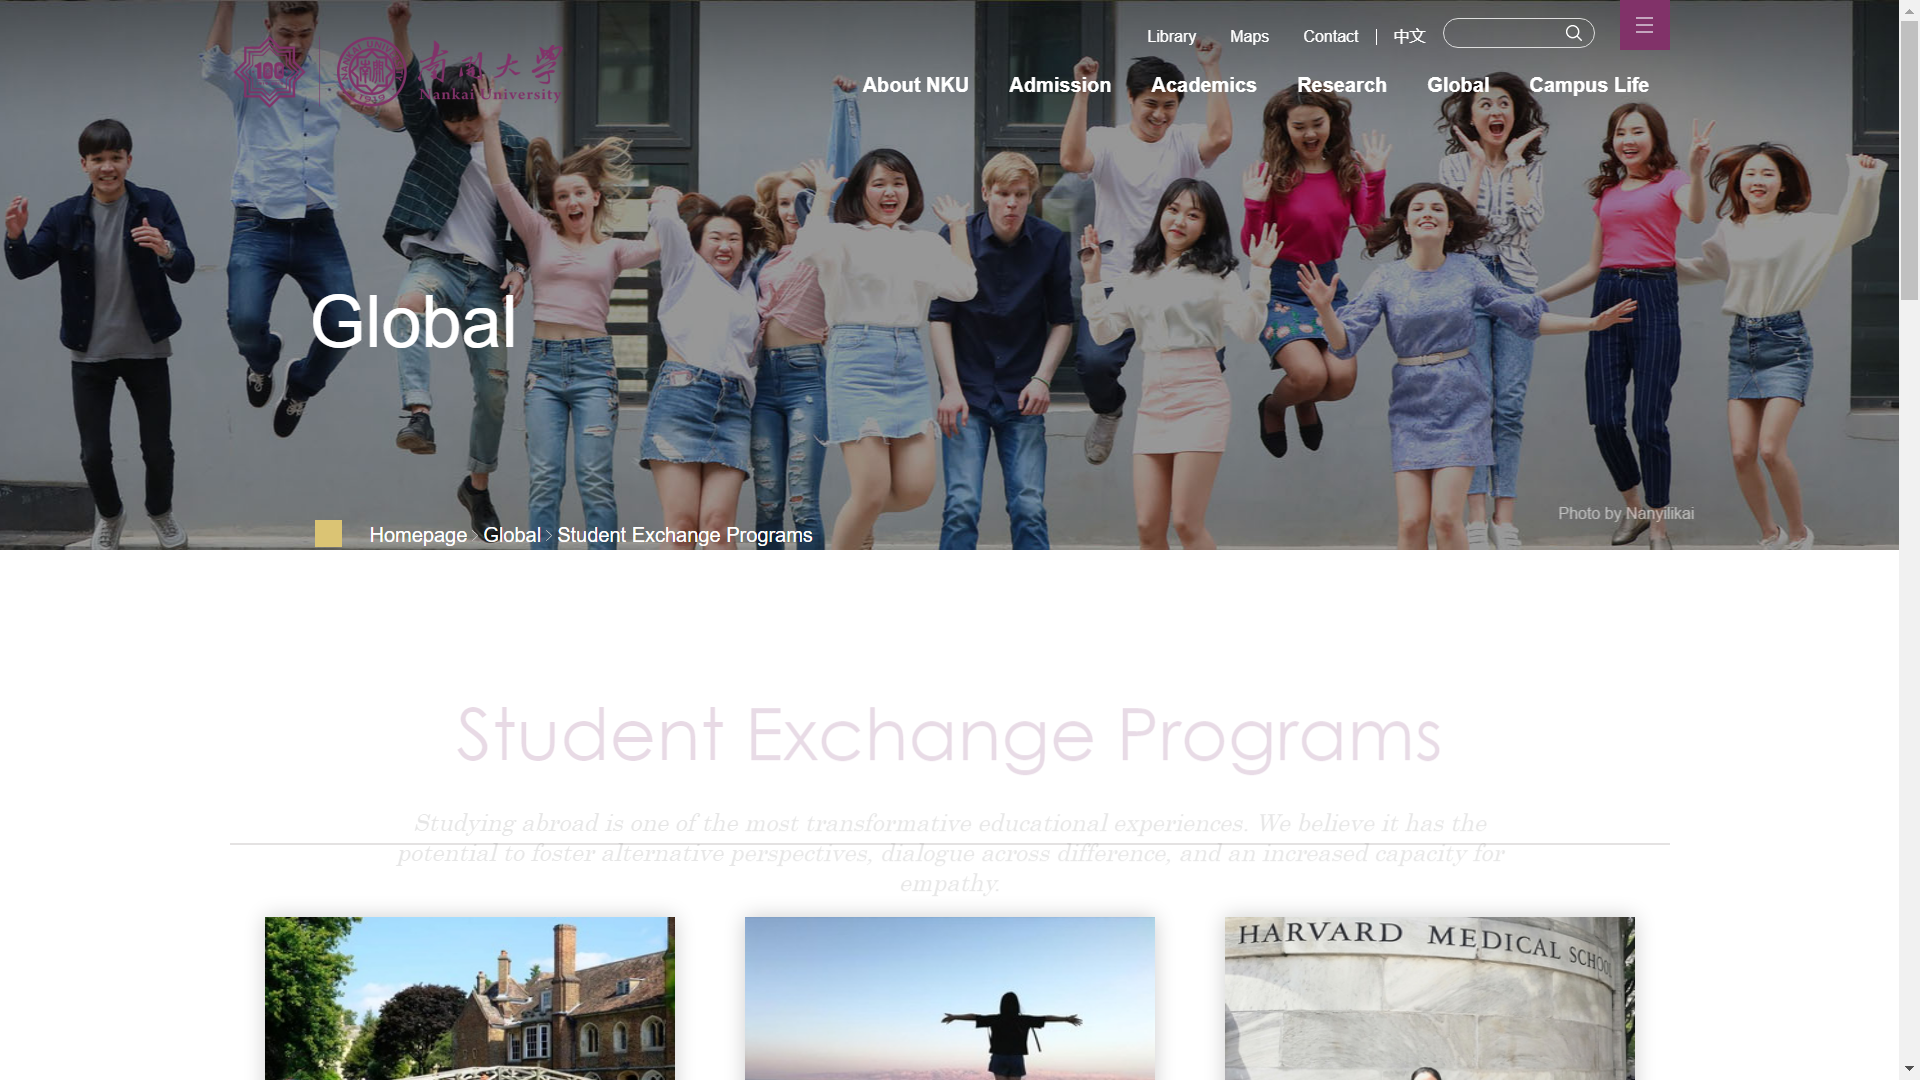 Library Maps Contact | 中文
100 南開大學
Nankai University
About NKU Admission Academics Research Global Campus Life
Global
Photo by Nanyilikai
Homepage > Global > Student Exchange Programs
Student Exchange Programs
Studying abroad is one of the most transformative educational experiences. We believe it has the
potential to foster alternative perspectives, dialogue across difference, and an increased capacity for
empathy.
HARVARD MEDICAL SCHOOL